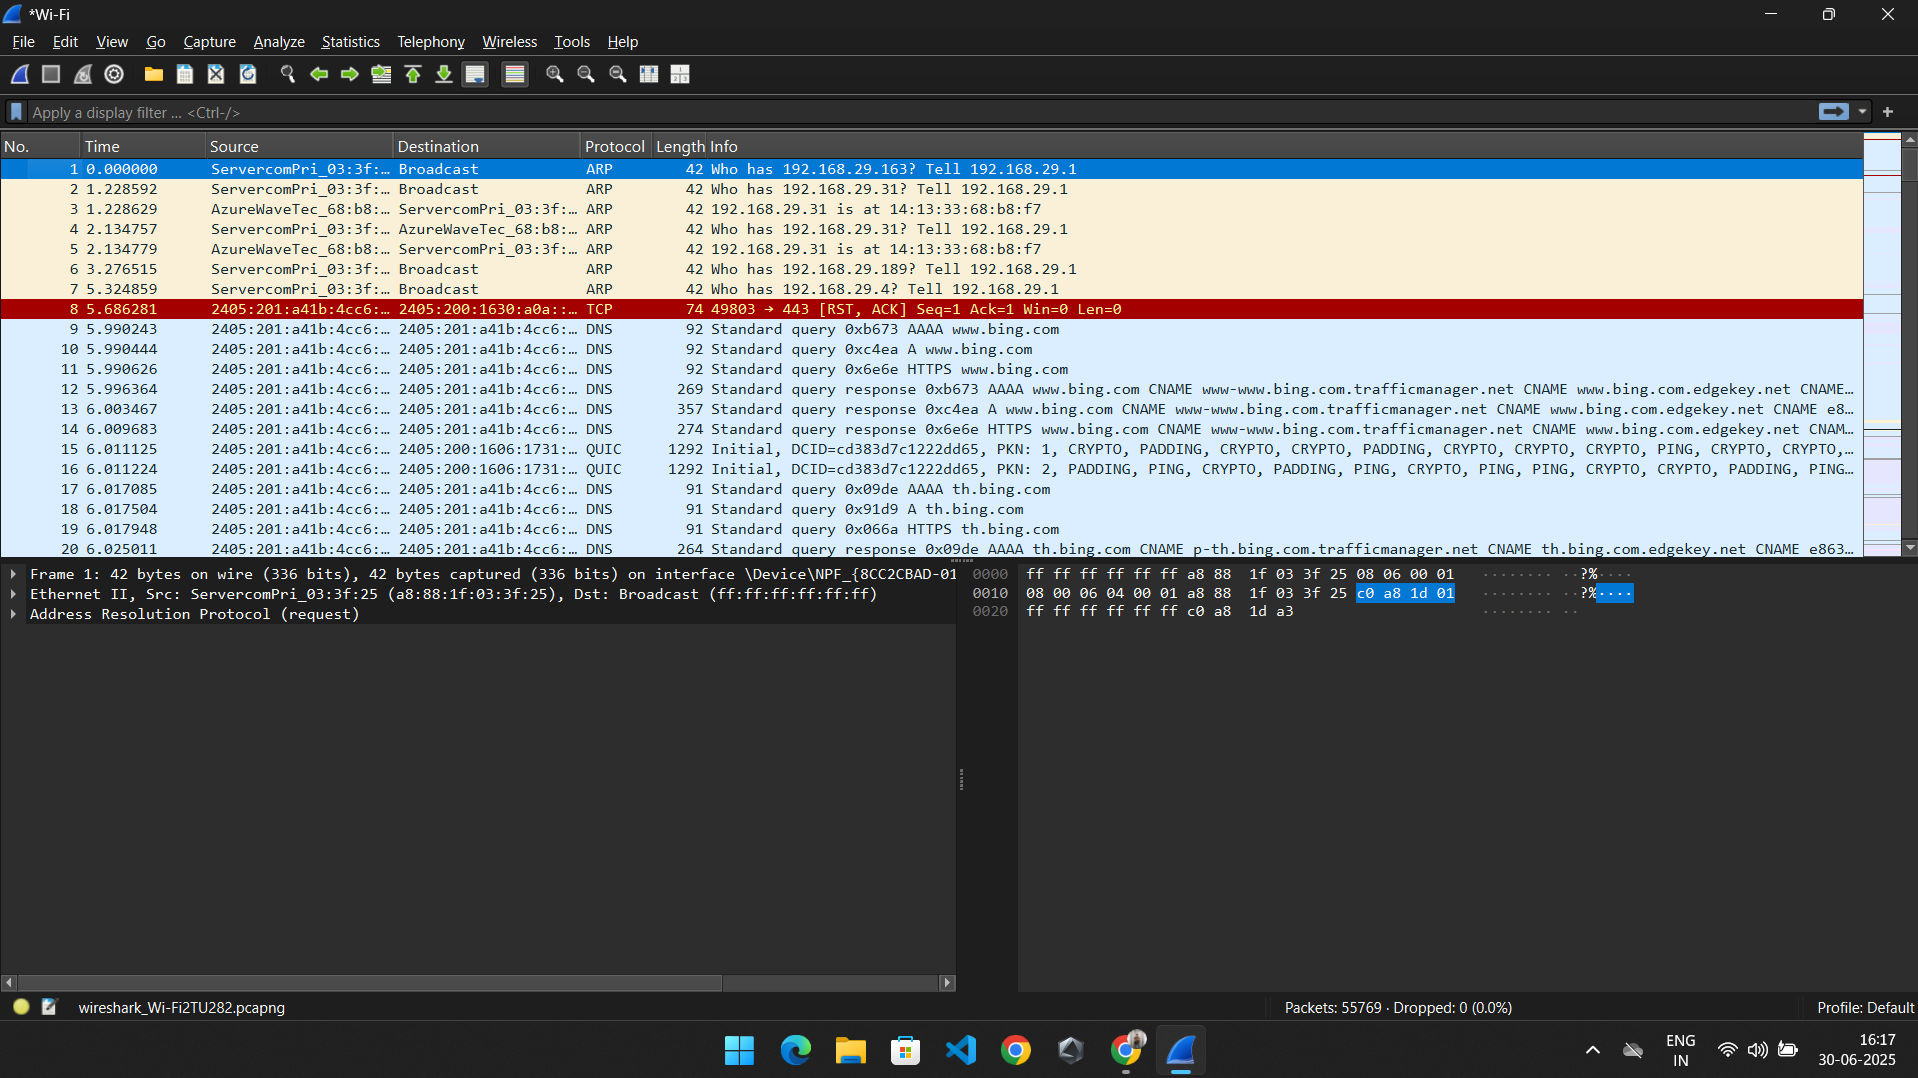 *Wi-Fi
File Edit View Go Capture Analyze Statistics Telephony Wireless Tools Help
Apply a display filter ... <Ctrl-/>
No. Time Source Destination Protocol Length Info
1 0.000000 ServercomPri_03:3f:… Broadcast ARP 42 Who has 192.168.29.163? Tell 192.168.29.1
2 1.228592 ServercomPri_03:3f:… Broadcast ARP 42 Who has 192.168.29.31? Tell 192.168.29.1
3 1.228629 AzureWaveTec_68:b8:… ServercomPri_03:3f:… ARP 42 192.168.29.31 is at 14:13:33:68:b8:f7
4 2.134757 ServercomPri_03:3f:… AzureWaveTec_68:b8:… ARP 42 Who has 192.168.29.31? Tell 192.168.29.1
5 2.134779 AzureWaveTec_68:b8:… ServercomPri_03:3f:… ARP 42 192.168.29.31 is at 14:13:33:68:b8:f7
6 3.276515 ServercomPri_03:3f:… Broadcast ARP 42 Who has 192.168.29.189? Tell 192.168.29.1
7 5.324859 ServercomPri_03:3f:… Broadcast ARP 42 Who has 192.168.29.4? Tell 192.168.29.1
8 5.686281 2405:201:a41b:4cc6:… 2405:200:1630:a0a::… TCP 74 49803 → 443 [RST, ACK] Seq=1 Ack=1 Win=0 Len=0
9 5.990243 2405:201:a41b:4cc6:… 2405:201:a41b:4cc6:… DNS 92 Standard query 0xb673 AAAA www.bing.com
10 5.990444 2405:201:a41b:4cc6:… 2405:201:a41b:4cc6:… DNS 92 Standard query 0xc4ea A www.bing.com
11 5.990626 2405:201:a41b:4cc6:… 2405:201:a41b:4cc6:… DNS 92 Standard query 0x6e6e HTTPS www.bing.com
12 5.996364 2405:201:a41b:4cc6:… 2405:201:a41b:4cc6:… DNS 269 Standard query response 0xb673 AAAA www.bing.com CNAME www-www.bing.com.trafficmanager.net CNAME www.bing.com.edgekey.net CNAME…
13 6.003467 2405:201:a41b:4cc6:… 2405:201:a41b:4cc6:… DNS 357 Standard query response 0xc4ea A www.bing.com CNAME www-www.bing.com.trafficmanager.net CNAME www.bing.com.edgekey.net CNAME e8…
14 6.009683 2405:201:a41b:4cc6:… 2405:201:a41b:4cc6:… DNS 274 Standard query response 0x6e6e HTTPS www.bing.com CNAME www-www.bing.com.trafficmanager.net CNAME www.bing.com.edgekey.net CNAM…
15 6.011125 2405:201:a41b:4cc6:… 2405:200:1606:1731:… QUIC 1292 Initial, DCID=cd383d7c1222dd65, PKN: 1, CRYPTO, PADDING, CRYPTO, CRYPTO, PADDING, CRYPTO, CRYPTO, CRYPTO, PING, CRYPTO, CRYPTO,…
16 6.011224 2405:201:a41b:4cc6:… 2405:200:1606:1731:… QUIC 1292 Initial, DCID=cd383d7c1222dd65, PKN: 2, PADDING, PING, CRYPTO, PADDING, PING, CRYPTO, PING, PING, CRYPTO, CRYPTO, PADDING, PING…
17 6.017085 2405:201:a41b:4cc6:… 2405:201:a41b:4cc6:… DNS 91 Standard query 0x09de AAAA th.bing.com
18 6.017504 2405:201:a41b:4cc6:… 2405:201:a41b:4cc6:… DNS 91 Standard query 0x91d9 A th.bing.com
19 6.017948 2405:201:a41b:4cc6:… 2405:201:a41b:4cc6:… DNS 91 Standard query 0x066a HTTPS th.bing.com
20 6.025011 2405:201:a41b:4cc6:… 2405:201:a41b:4cc6:… DNS 264 Standard query response 0x09de AAAA th.bing.com CNAME p-th.bing.com.trafficmanager.net CNAME th.bing.com.edgekey.net CNAME e863…
Frame 1: 42 bytes on wire (336 bits), 42 bytes captured (336 bits) on interface \Device\NPF_{8CC2CBAD-01
Ethernet II, Src: ServercomPri_03:3f:25 (a8:88:1f:03:3f:25), Dst: Broadcast (ff:ff:ff:ff:ff:ff)
Address Resolution Protocol (request)
0000 ff ff ff ff ff ff a8 88 1f 03 3f 25 08 06 00 01 ········ ··?%····
0010 08 00 06 04 00 01 a8 88 1f 03 3f 25 c0 a8 1d 01 ········ ··?%····
0020 ff ff ff ff ff ff c0 a8 1d a3 ········ ··
wireshark_Wi-Fi2TU282.pcapng
Packets: 55769 · Dropped: 0 (0.0%)
Profile: Default
ENG
IN
16:17
30-06-2025